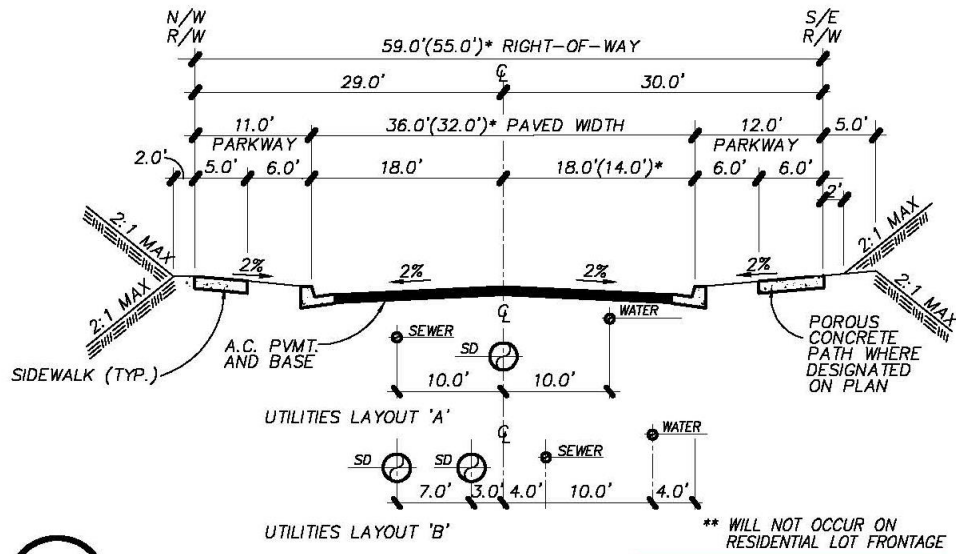 N/W
R/W
S/E
R/W
59.0'(55.0')* RIGHT-OF-WAY
℄
29.0'
30.0'
11.0'
36.0'(32.0')* PAVED WIDTH
12.0'
5.0'
PARKWAY
PARKWAY
2.0'
5.0'
6.0'
18.0'
18.0'(14.0')*
6.0'
6.0'
2'
2:1 MAX
2:1 MAX
2%
2%
2%
2%
2:1 MAX
2:1 MAX
SIDEWALK (TYP.)
A.C. PVMT.
AND BASE
℄
SEWER
WATER
SD
10.0'
10.0'
POROUS
CONCRETE
PATH WHERE
DESIGNATED
ON PLAN
UTILITIES LAYOUT 'A'
℄
WATER
SD
SD
SEWER
7.0'
3.0'
4.0'
10.0'
4.0'
UTILITIES LAYOUT 'B'
** WILL NOT OCCUR ON
RESIDENTIAL LOT FRONTAGE